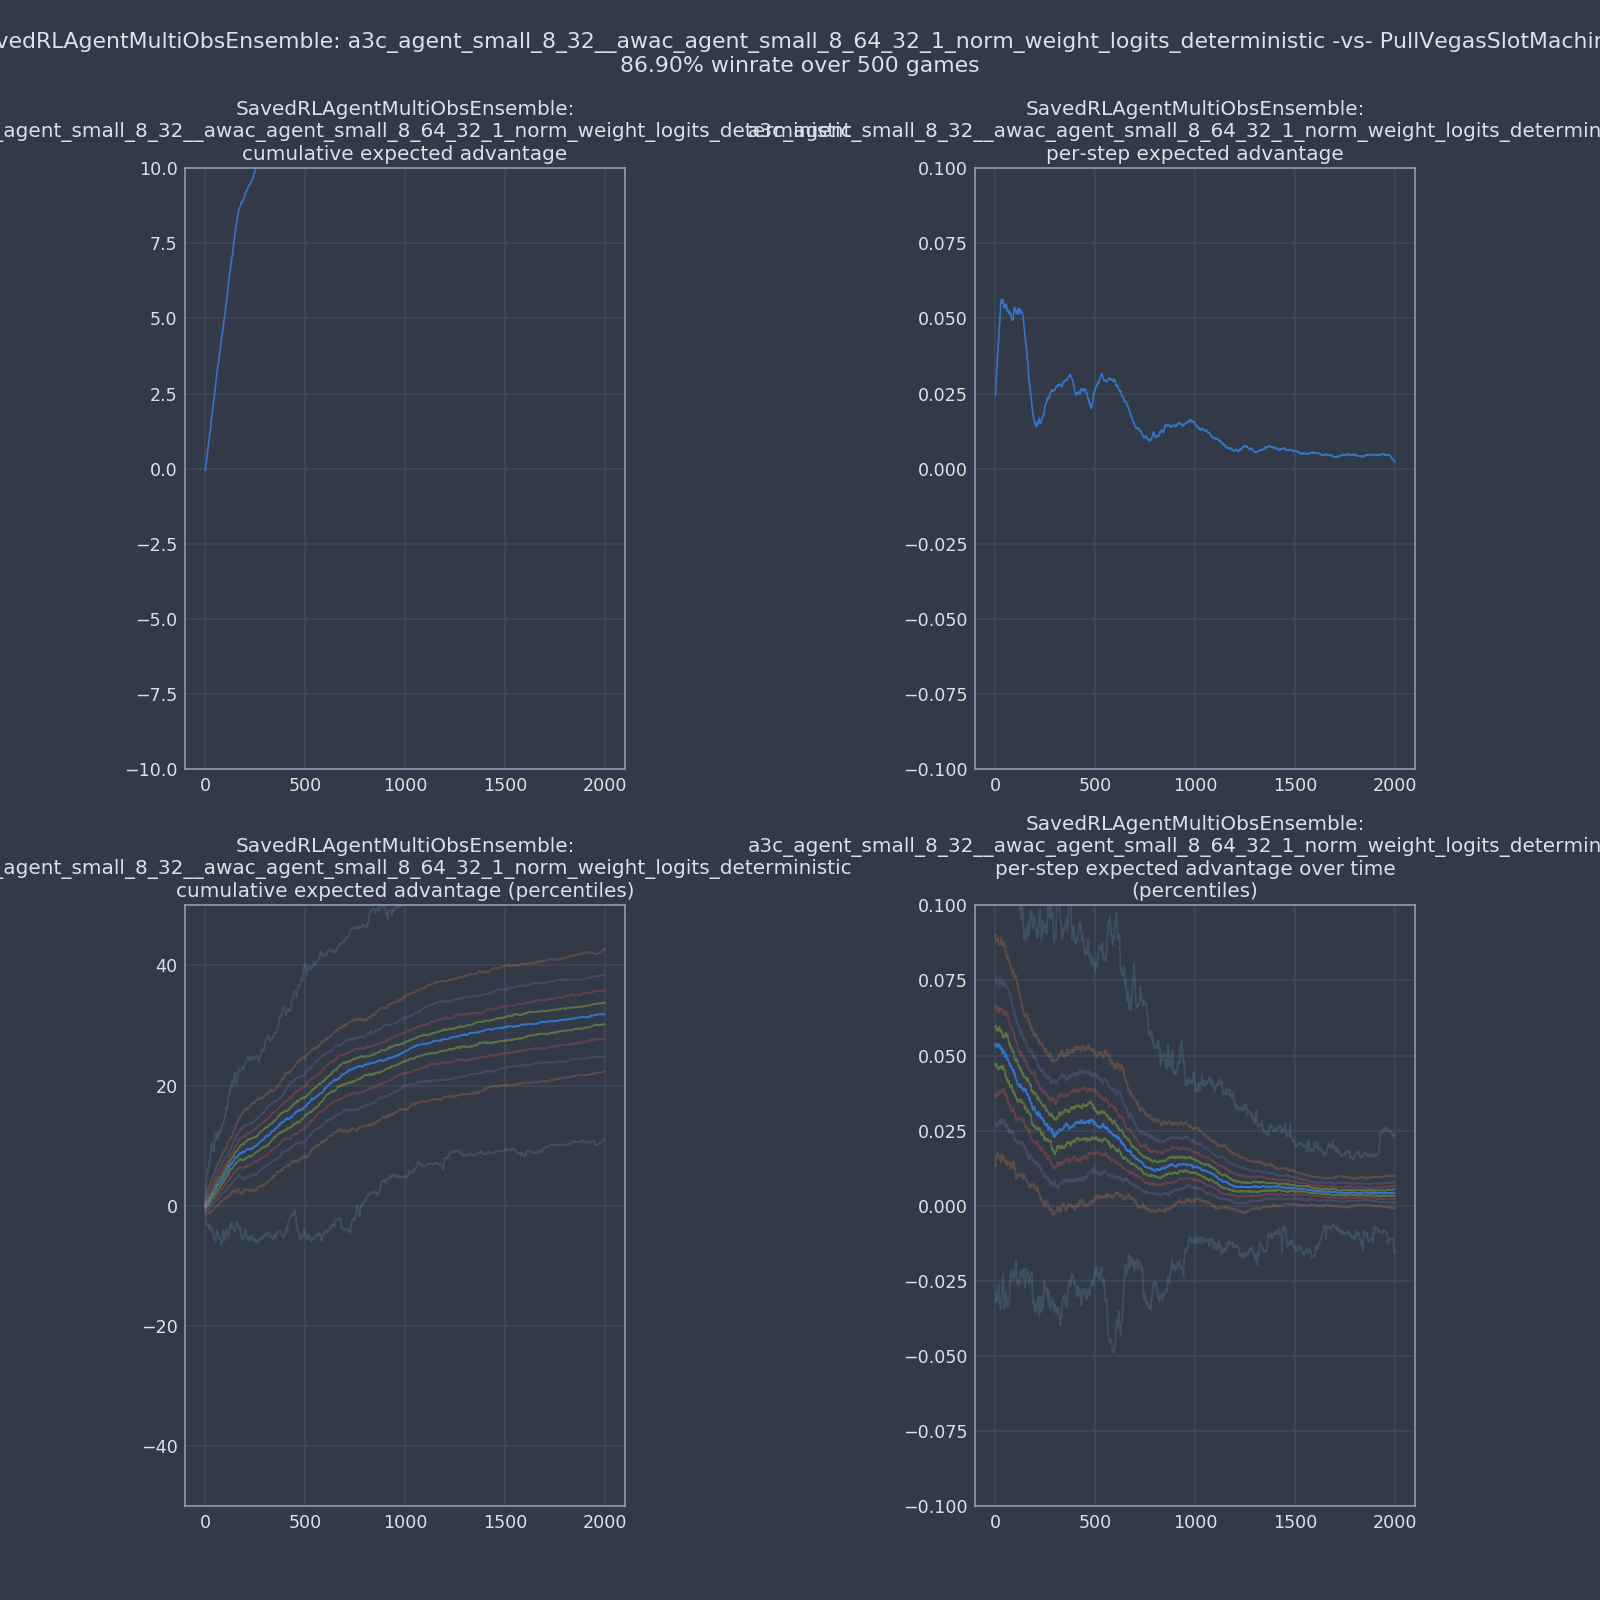 vedRLAgentMultiObsEnsemble: a3c_agent_small_8_32__awac_agent_small_8_64_32_1_norm_weight_logits_deterministic -vs- PullVegasSlotMachin
86.90% winrate over 500 games
SavedRLAgentMultiObsEnsemble:
_agent_small_8_32__awac_agent_small_8_64_32_1_norm_weight_logits_deterministic
cumulative expected advantage
10.0
7.5
5.0
2.5
0.0
−2.5
−5.0
−7.5
−10.0
0 500 1000 1500 2000
SavedRLAgentMultiObsEnsemble:
a3c_agent_small_8_32__awac_agent_small_8_64_32_1_norm_weight_logits_determin
per-step expected advantage
0.100
0.075
0.050
0.025
0.000
−0.025
−0.050
−0.075
−0.100
0 500 1000 1500 2000
SavedRLAgentMultiObsEnsemble:
_agent_small_8_32__awac_agent_small_8_64_32_1_norm_weight_logits_deterministic
cumulative expected advantage (percentiles)
40
20
0
−20
−40
0 500 1000 1500 2000
SavedRLAgentMultiObsEnsemble:
a3c_agent_small_8_32__awac_agent_small_8_64_32_1_norm_weight_logits_determin
per-step expected advantage over time
(percentiles)
0.100
0.075
0.050
0.025
0.000
−0.025
−0.050
−0.075
−0.100
0 500 1000 1500 2000